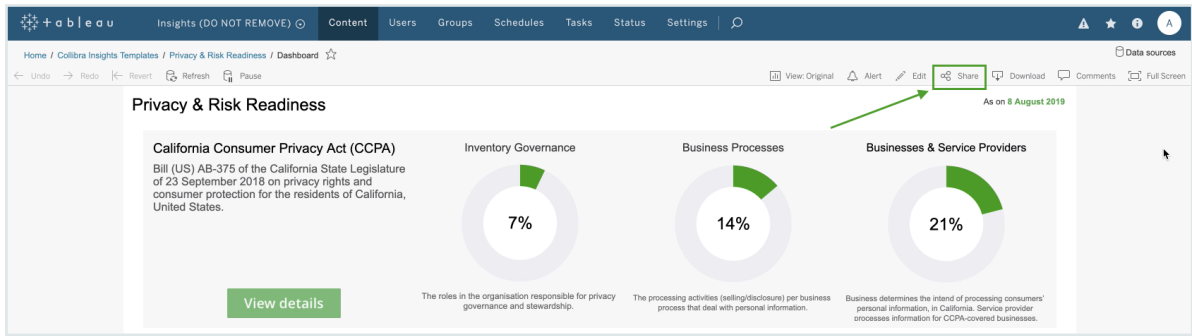 + a b l e a u Insights (DO NOT REMOVE) Content Users Groups Schedules Tasks Status Settings A
Home / Collibra Insights Templates / Privacy & Risk Readiness / Dashboard Data sources
Undo Redo Revert Refresh Pause View: Original Alert Edit Share Download Comments Full Screen
Privacy & Risk Readiness As on 8 August 2019
California Consumer Privacy Act (CCPA)
Bill (US) AB-375 of the California State Legislature
of 23 September 2018 on privacy rights and
consumer protection for the residents of California,
United States.
View details
Inventory Governance
7%
The roles in the organisation responsible for privacy
governance and stewardship.
Business Processes
14%
The processing activities (selling/disclosure) per business
process that deal with personal information.
Businesses & Service Providers
21%
Business determines the intend of processing consumers'
personal information, in California. Service provider
processes information for CCPA-covered businesses.